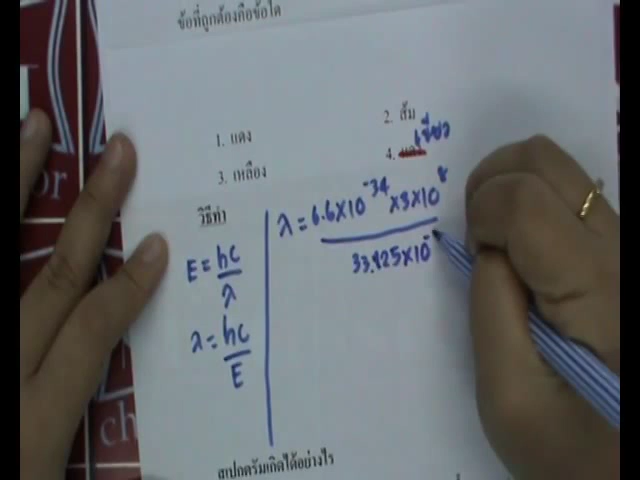 ข้อที่ถูกต้องคือข้อใด
1. แดง
2. ส้ม
3. เหลือง
4. เขียว
วิธีทำ
E = hc/λ
λ = hc/E
λ = 6.6×10⁻³⁴ ×3×10⁸
33.825×10⁻
สเปกตรัมเกิดได้อย่างไร
or
ch